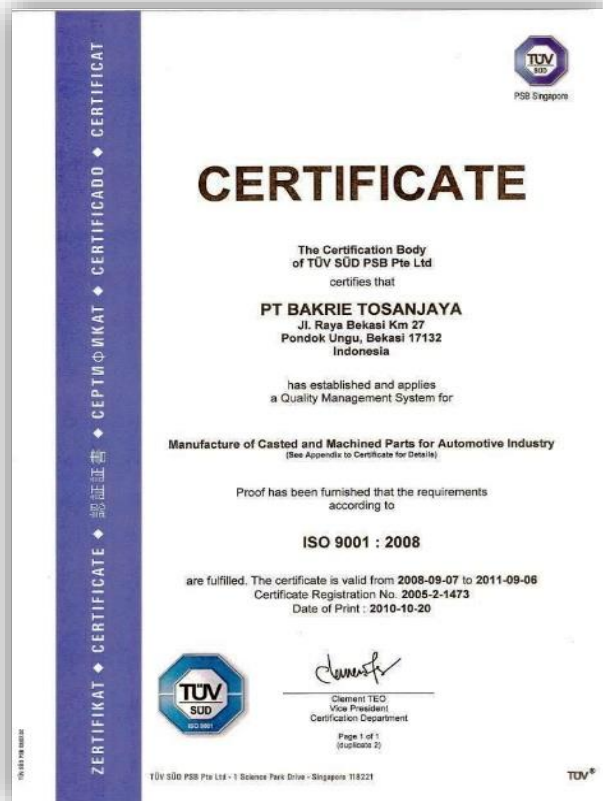 TÜV
SÜD
PSB Singapore
CERTIFICATE
The Certification Body
of TÜV SÜD PSB Pte Ltd
certifies that
PT BAKRIE TOSANJAYA
Jl. Raya Bekasi Km 27
Pondok Ungu, Bekasi 17132
Indonesia
has established and applies
a Quality Management System for
Manufacture of Casted and Machined Parts for Automotive Industry
(See Appendix to Certificate for Details)
Proof has been furnished that the requirements
according to
ISO 9001 : 2008
are fulfilled. The certificate is valid from 2008-09-07 to 2011-09-06
Certificate Registration No. 2005-2-1473
Date of Print : 2010-10-20
TÜV
SÜD
ISO 9001
Clement TEO
Vice President
Certification Department
Page 1 of 1
(duplicate 2)
TÜV SÜD PSB Pte Ltd - 1 Science Park Drive - Singapore 118221
TÜV®
ZERTIFIKAT ◆ CERTIFICATE ◆ 認証証書 ◆ СЕРТИФИКАТ ◆ CERTIFICADO ◆ CERTIFICAT